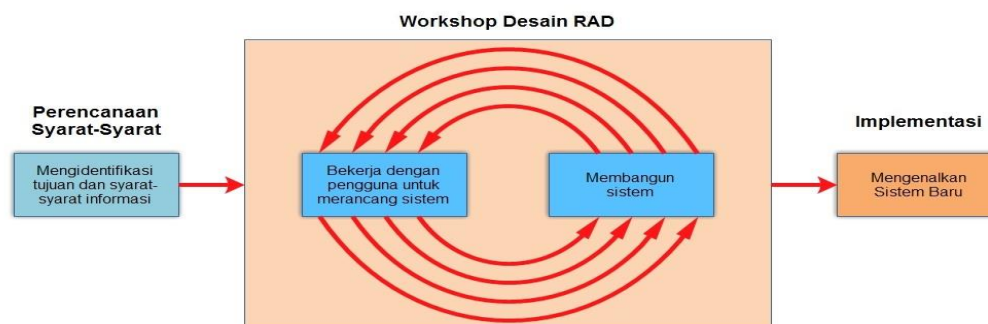 Workshop Desain RAD
Perencanaan
Syarat-Syarat
Mengidentifikasi
tujuan dan syarat-
syarat informasi
Bekerja dengan
pengguna untuk
merancang sistem
Membangun
sistem
Implementasi
Mengenalkan
Sistem Baru